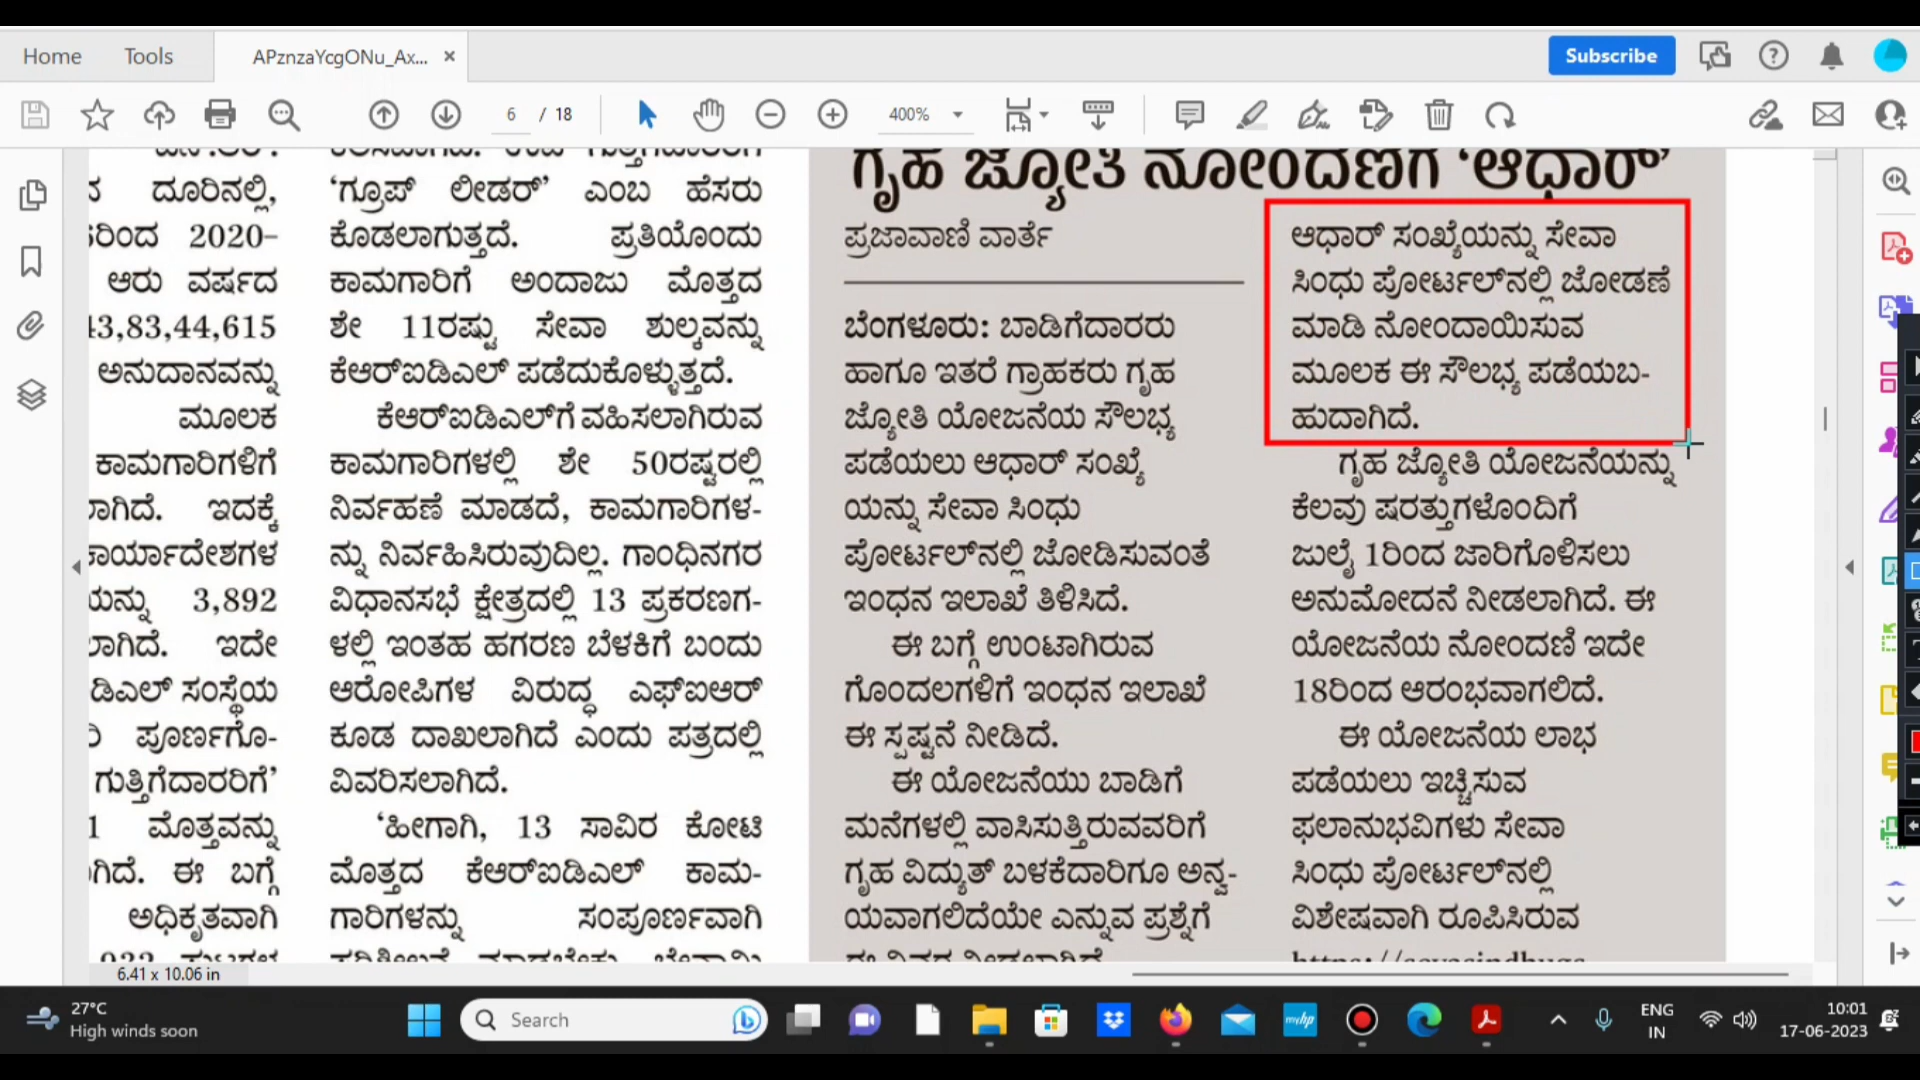 Home
Tools
APznzaYcgONu_Ax...
Subscribe
6 / 18
400%
ದೂರಿನಲ್ಲಿ,
2020–
ಆರು ವರ್ಷದ
43,83,44,615
ಅನುದಾನವನ್ನು
ಮೂಲಕ
ಕಾಮಗಾರಿಗಳಿಗೆ
ಇದಕ್ಕೆ
3,892
ಇದೇ
ಸಂಸ್ಥೆಯ
ಪೂರ್ಣಗೊ-
ಗುತ್ತಿಗೆದಾರರಿಗೆ’
ಮೊತ್ತವನ್ನು
ಈ ಬಗ್ಗೆ
ಅಧಿಕೃತವಾಗಿ
‘ಗ್ರೂಪ್ ಲೀಡರ್’ ಎಂಬ ಹೆಸರು
ಕೊಡಲಾಗುತ್ತದೆ. ಪ್ರತಿಯೊಂದು
ಕಾಮಗಾರಿಗೆ ಅಂದಾಜು ಮೊತ್ತದ
ಶೇ 11ರಷ್ಟು ಸೇವಾ ಶುಲ್ಕವನ್ನು
ಕೆಆರ್‌ಐಡಿಎಲ್ ಪಡೆದುಕೊಳ್ಳುತ್ತದೆ.
ಕೆಆರ್‌ಐಡಿಎಲ್‌ಗೆ ವಹಿಸಲಾಗಿರುವ
ಕಾಮಗಾರಿಗಳಲ್ಲಿ ಶೇ 50ರಷ್ಟರಲ್ಲಿ
ನಿರ್ವಹಣೆ ಮಾಡದೆ, ಕಾಮಗಾರಿಗಳ-
ನ್ನು ನಿರ್ವಹಿಸಿರುವುದಿಲ್ಲ. ಗಾಂಧಿನಗರ
ವಿಧಾನಸಭೆ ಕ್ಷೇತ್ರದಲ್ಲಿ 13 ಪ್ರಕರಣಗ-
ಳಲ್ಲಿ ಇಂತಹ ಹಗರಣ ಬೆಳಕಿಗೆ ಬಂದು
ಆರೋಪಿಗಳ ವಿರುದ್ಧ ಎಫ್‌ಐಆರ್
ಕೂಡ ದಾಖಲಾಗಿದೆ ಎಂದು ಪತ್ರದಲ್ಲಿ
ವಿವರಿಸಲಾಗಿದೆ.
‘ಹೀಗಾಗಿ, 13 ಸಾವಿರ ಕೋಟಿ
ಮೊತ್ತದ ಕೆಆರ್‌ಐಡಿಎಲ್ ಕಾಮ-
ಗಾರಿಗಳನ್ನು ಸಂಪೂರ್ಣವಾಗಿ
ಗೃಹ ಜ್ಯೋತಿ ನೋಂದಣಿಗೆ ‘ಆಧಾರ್’
ಪ್ರಜಾವಾಣಿ ವಾರ್ತೆ
ಬೆಂಗಳೂರು: ಬಾಡಿಗೆದಾರರು
ಹಾಗೂ ಇತರೆ ಗ್ರಾಹಕರು ಗೃಹ
ಜ್ಯೋತಿ ಯೋಜನೆಯ ಸೌಲಭ್ಯ
ಪಡೆಯಲು ಆಧಾರ್ ಸಂಖ್ಯೆ
ಯನ್ನು ಸೇವಾ ಸಿಂಧು
ಪೋರ್ಟಲ್‌ನಲ್ಲಿ ಜೋಡಿಸುವಂತೆ
ಇಂಧನ ಇಲಾಖೆ ತಿಳಿಸಿದೆ.
ಈ ಬಗ್ಗೆ ಉಂಟಾಗಿರುವ
ಗೊಂದಲಗಳಿಗೆ ಇಂಧನ ಇಲಾಖೆ
ಈ ಸ್ಪಷ್ಟನೆ ನೀಡಿದೆ.
ಈ ಯೋಜನೆಯು ಬಾಡಿಗೆ
ಮನೆಗಳಲ್ಲಿ ವಾಸಿಸುತ್ತಿರುವವರಿಗೆ
ಗೃಹ ವಿದ್ಯುತ್ ಬಳಕೆದಾರಿಗೂ ಅನ್ವ-
ಯವಾಗಲಿದೆಯೇ ಎನ್ನುವ ಪ್ರಶ್ನೆಗೆ
ಆಧಾರ್ ಸಂಖ್ಯೆಯನ್ನು ಸೇವಾ
ಸಿಂಧು ಪೋರ್ಟಲ್‌ನಲ್ಲಿ ಜೋಡಣೆ
ಮಾಡಿ ನೋಂದಾಯಿಸುವ
ಮೂಲಕ ಈ ಸೌಲಭ್ಯ ಪಡೆಯಬ-
ಹುದಾಗಿದೆ.
ಗೃಹ ಜ್ಯೋತಿ ಯೋಜನೆಯನ್ನು
ಕೆಲವು ಷರತ್ತುಗಳೊಂದಿಗೆ
ಜುಲೈ 1ರಿಂದ ಜಾರಿಗೊಳಿಸಲು
ಅನುಮೋದನೆ ನೀಡಲಾಗಿದೆ. ಈ
ಯೋಜನೆಯ ನೋಂದಣಿ ಇದೇ
18ರಿಂದ ಆರಂಭವಾಗಲಿದೆ.
ಈ ಯೋಜನೆಯ ಲಾಭ
ಪಡೆಯಲು ಇಚ್ಛಿಸುವ
ಫಲಾನುಭವಿಗಳು ಸೇವಾ
ಸಿಂಧು ಪೋರ್ಟಲ್‌ನಲ್ಲಿ
ವಿಶೇಷವಾಗಿ ರೂಪಿಸಿರುವ
6.41 x 10.06 in
27°C
High winds soon
Search
myhp
ENG
IN
10:01
17-06-2023